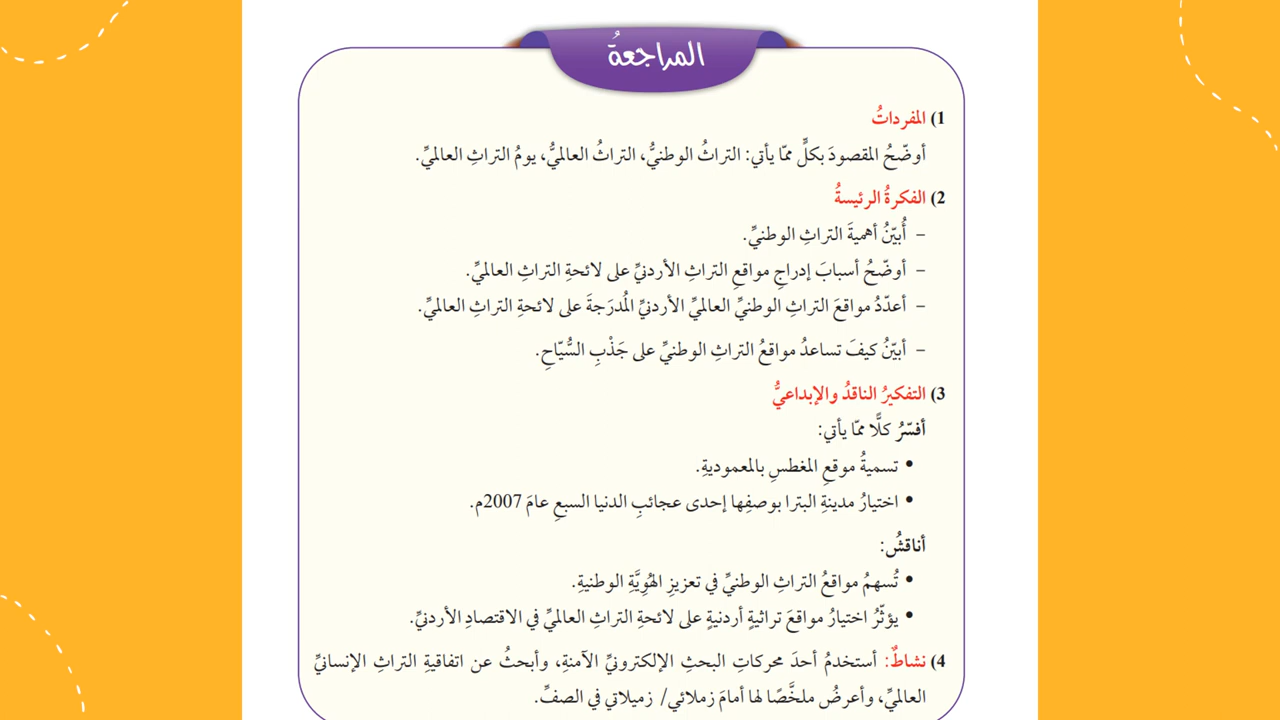 المراجعةُ
1) المفرداتُ
أوضّحُ المقصودَ بكلٍّ ممّا يأتي: التراثُ الوطنيُّ، التراثُ العالميُّ، يومُ التراثِ العالميِّ.
2) الفكرةُ الرئيسةُ
– أُبيّنُ أهميةَ التراثِ الوطنيِّ.
– أوضّحُ أسبابَ إدراجِ مواقعِ التراثِ الأردنيِّ على لائحةِ التراثِ العالميِّ.
– أعدّدُ مواقعَ التراثِ الوطنيِّ العالميِّ الأردنيِّ المُدرَجةَ على لائحةِ التراثِ العالميِّ.
– أبيّنُ كيفَ تساعدُ مواقعُ التراثِ الوطنيِّ على جَذْبِ السُّيّاحِ.
3) التفكيرُ الناقدُ والإبداعيُّ
أفسّرُ كلًّا ممّا يأتي:
• تسميةُ موقعِ المغطسِ بالمعموديةِ.
• اختيارُ مدينةِ البترا بوصفِها إحدى عجائبِ الدنيا السبعِ عامَ 2007م.
أناقشُ:
• تُسهمُ مواقعُ التراثِ الوطنيِّ في تعزيزِ الهُوِيَّةِ الوطنيةِ.
• يؤثّرُ اختيارُ مواقعَ تراثيةٍ أردنيةٍ على لائحةِ التراثِ العالميِّ في الاقتصادِ الأردنيِّ.
4) نشاطٌ: أستخدمُ أحدَ محركاتِ البحثِ الإلكترونيِّ الآمنةِ، وأبحثُ عن اتفاقيةِ التراثِ الإنسانيِّ
العالميِّ، وأعرضُ ملخَّصًا لها أمامَ زملائي/ زميلاتي في الصفِّ.